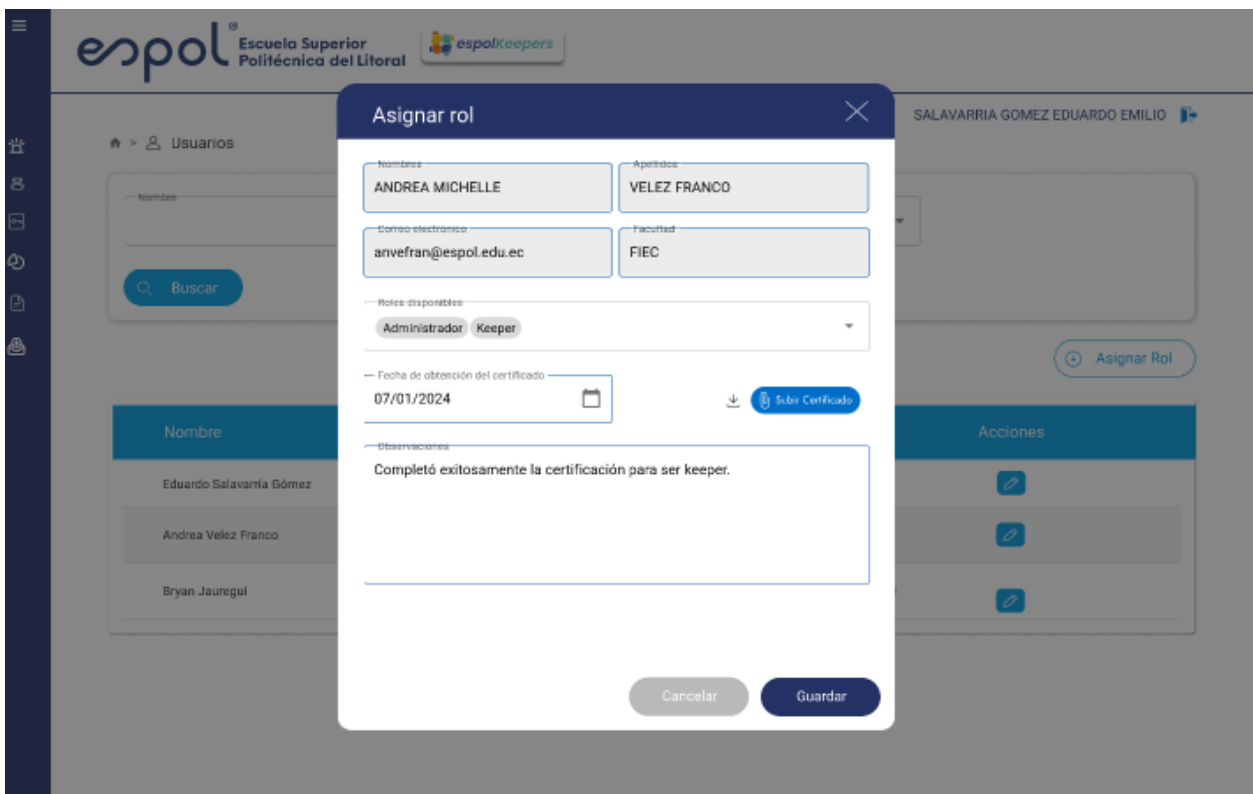 espol®
Escuela Superior
Politécnica del Litoral
espolKeepers
SALAVARRIA GOMEZ EDUARDO EMILIO
> Usuarios
Nombre
Buscar
Asignar Rol
Nombre
Acciones
Eduardo Salavarría Gómez
Andrea Velez Franco
Bryan Jauregui
Asignar rol
Nombres
Apellidos
ANDREA MICHELLE
VELEZ FRANCO
Correo electrónico
Facultad
anvefran@espol.edu.ec
FIEC
Roles disponibles
Administrador Keeper
Fecha de obtención del certificado
07/01/2024
Subir Certificado
Observaciones
Completó exitosamente la certificación para ser keeper.
Cancelar
Guardar